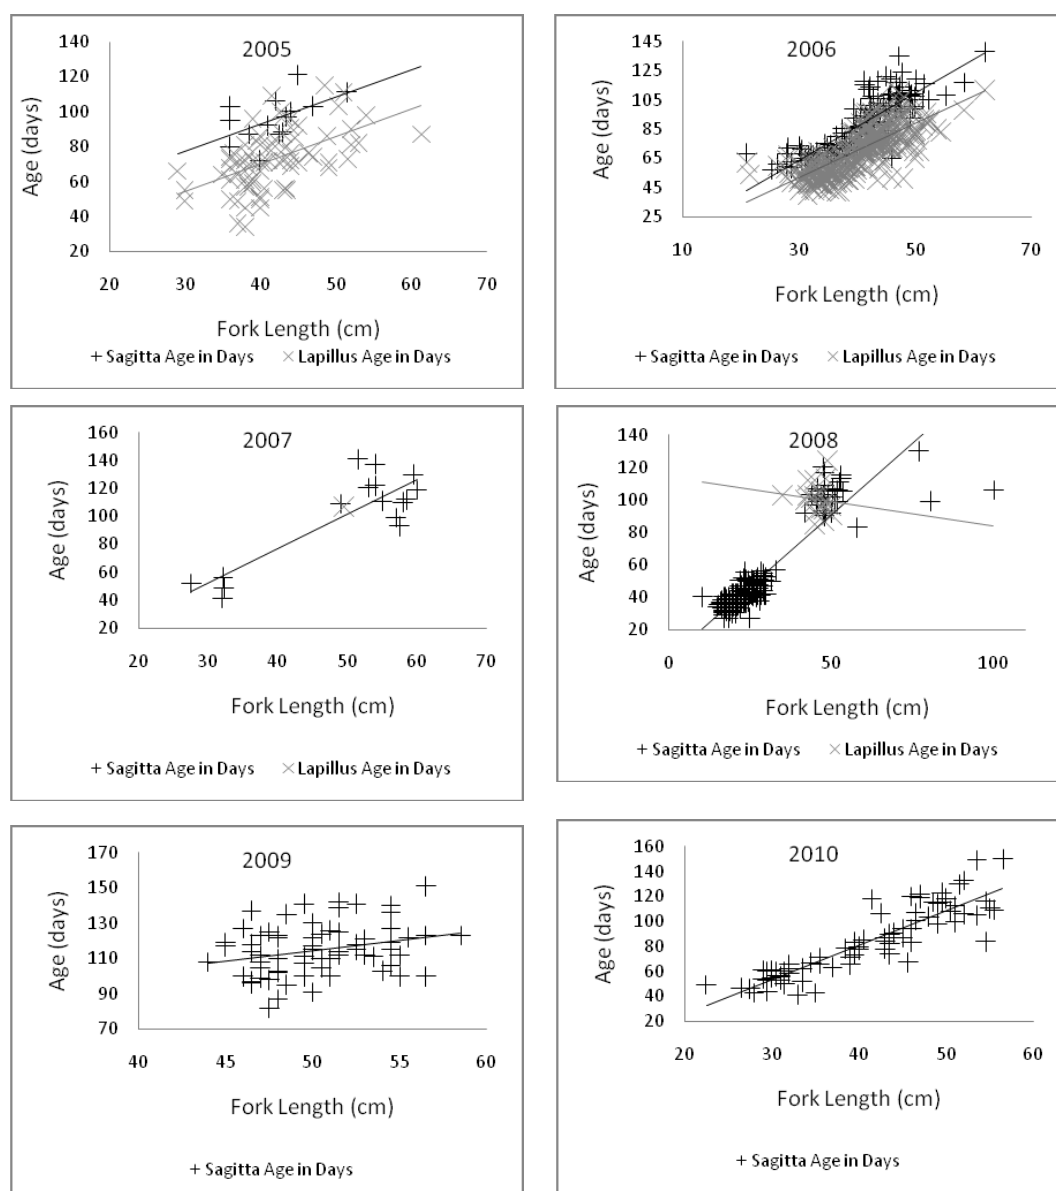 2005
140
120
100
80
60
40
20
Age (days)
20 30 40 50 60 70
Fork Length (cm)
+ Sagitta Age in Days × Lapillus Age in Days
2006
145
125
105
85
65
45
25
Age (days)
10 30 50 70
Fork Length (cm)
+ Sagitta Age in Days × Lapillus Age in Days
2007
160
140
120
100
80
60
40
20
Age (days)
20 30 40 50 60 70
Fork Length (cm)
+ Sagitta Age in Days × Lapillus Age in Days
2008
140
120
100
80
60
40
20
Age (days)
0 50 100
Fork Length (cm)
+ Sagitta Age in Days × Lapillus Age in Days
2009
170
150
130
110
90
70
Age (days)
40 45 50 55 60
Fork Length (cm)
+ Sagitta Age in Days
2010
160
140
120
100
80
60
40
20
Age (days)
20 30 40 50 60
Fork Length (cm)
+ Sagitta Age in Days